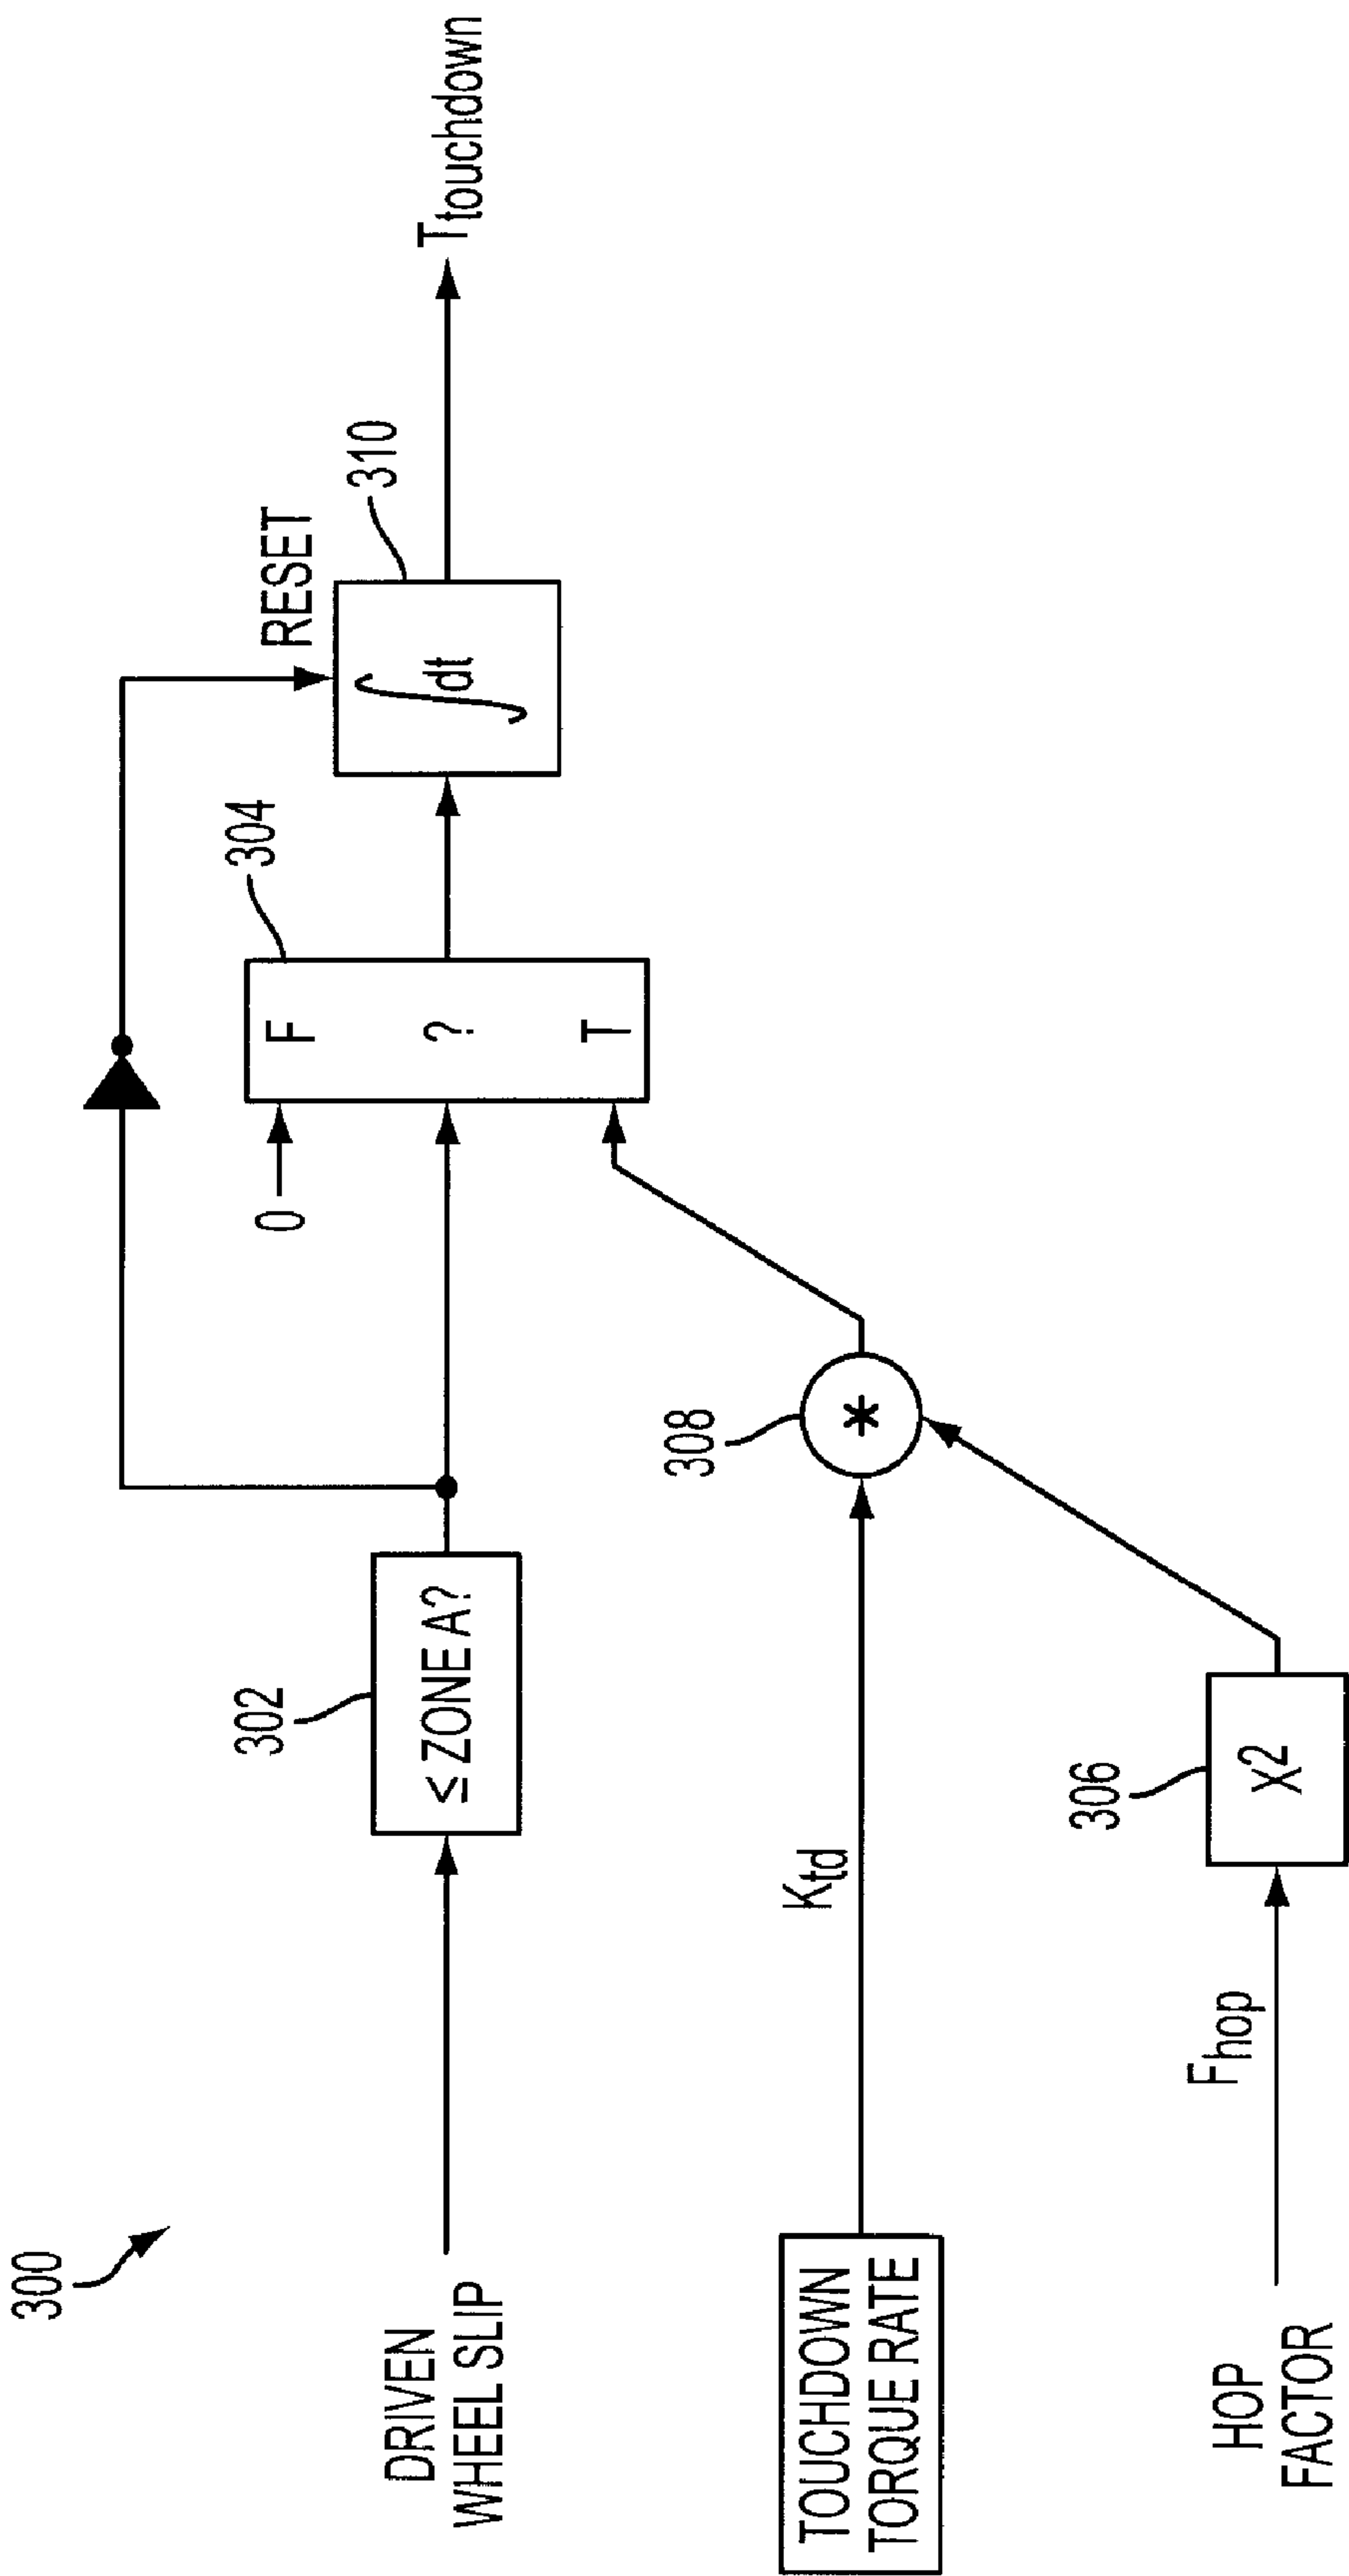 300
DRIVEN
WHEEL SLIP
302
≤ ZONE A?
0
304
F
?
T
RESET
310
∫dt
Ttouchdown
TOUCHDOWN
TORQUE RATE
Ktd
308
*
HOP
FACTOR
Fhop
306
X2